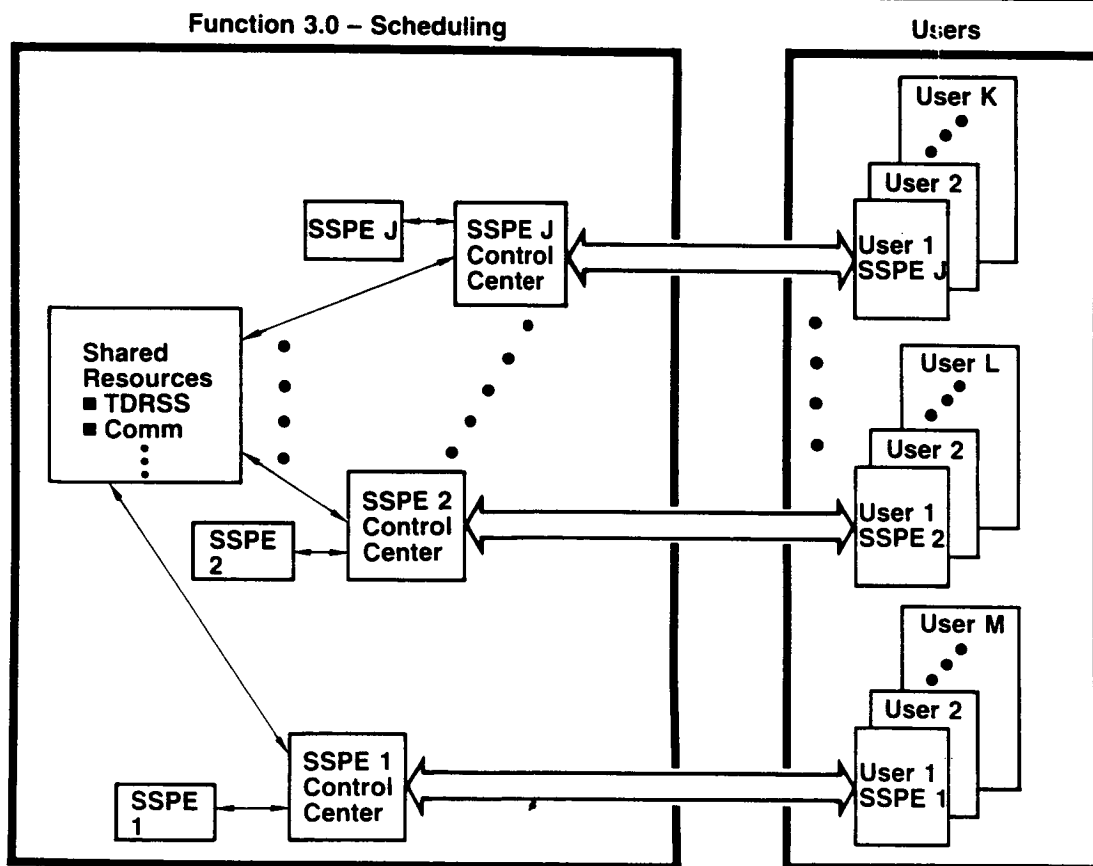 Function 3.0 – Scheduling
Users
User K
User 2
User 1
SSPE J
SSPE J
SSPE J
Control
Center
Shared
Resources
■ TDRSS
■ Comm
User L
User 2
User 1
SSPE 2
SSPE 2
Control
Center
SSPE
2
User M
User 2
User 1
SSPE 1
SSPE 1
Control
Center
SSPE
1